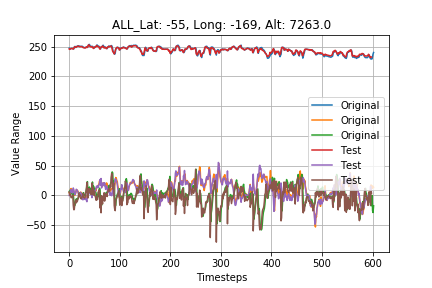 ALL_Lat: -55, Long: -169, Alt: 7263.0
250
200
150
100
50
0
−50
Value Range
Original
Original
Original
Test
Test
Test
0 100 200 300 400 500 600
Timesteps